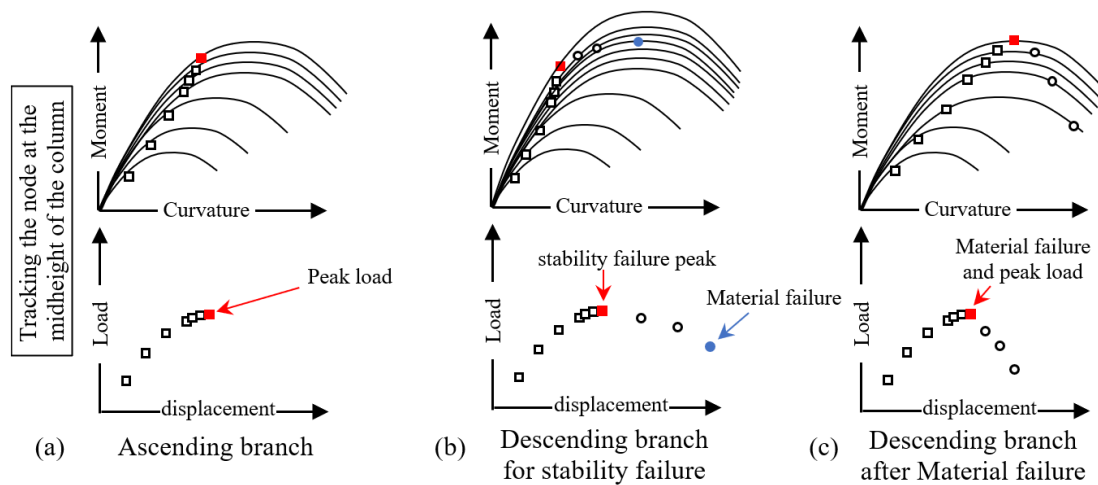 Tracking the node at the
midheight of the column
Moment
Curvature
Load
displacement
Peak load
(a)
Ascending branch
Moment
Curvature
Load
displacement
stability failure peak
Material failure
(b)
Descending branch
for stability failure
Moment
Curvature
Load
displacement
Material failure
and peak load
(c)
Descending branch
after Material failure